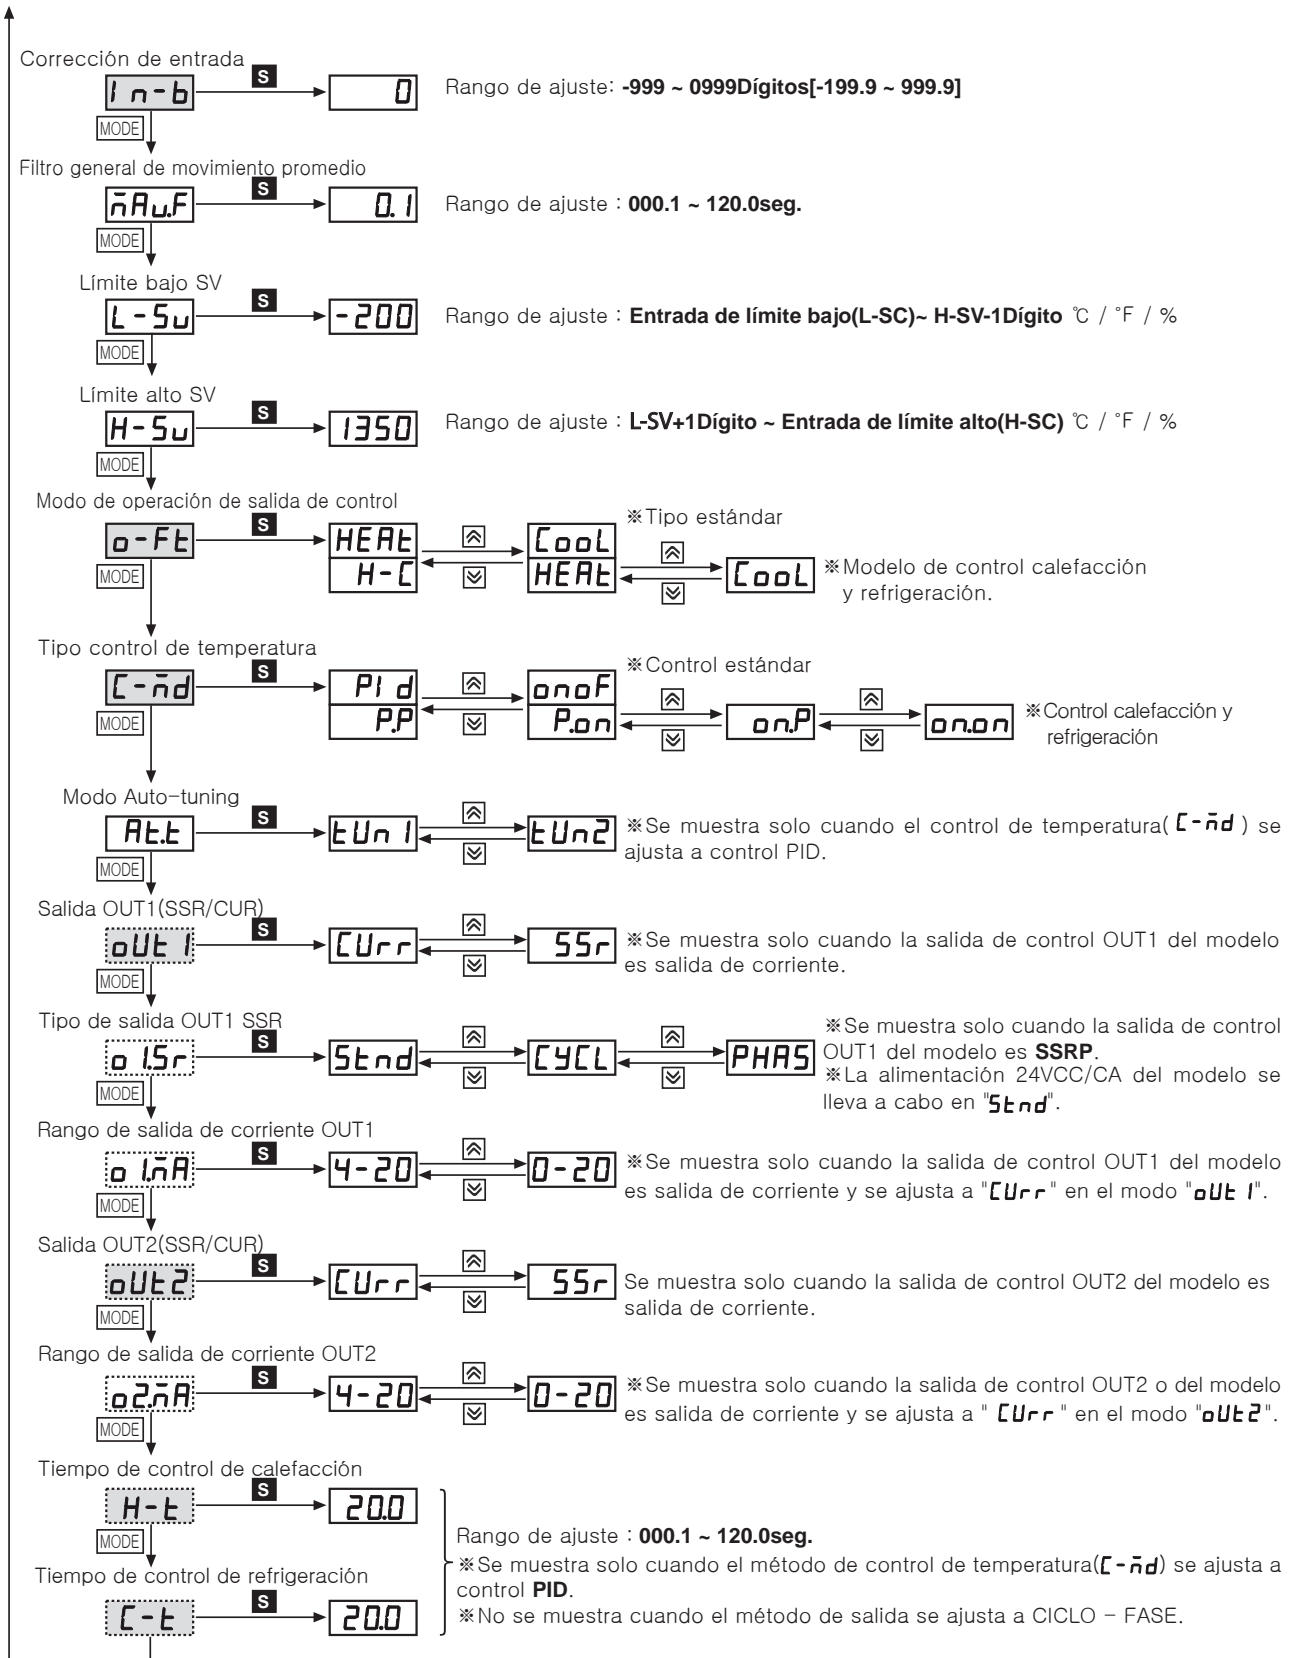 Corrección de entrada
In-b S 0 Rango de ajuste: -999 ~ 0999Dígitos[-199.9 ~ 999.9]
MODE
Filtro general de movimiento promedio
MAu.F S 0.1 Rango de ajuste : 000.1 ~ 120.0seg.
MODE
Límite bajo SV
L-Su S -200 Rango de ajuste : Entrada de límite bajo(L-SC)~ H-SV-1Dígito ℃ / °F / %
MODE
Límite alto SV
H-Su S 1350 Rango de ajuste : L-SV+1Dígito ~ Entrada de límite alto(H-SC) ℃ / °F / %
MODE
Modo de operación de salida de control
o-Ft S HEAt CooL ※Tipo estándar
H-C HEAt CooL ※Modelo de control calefacción
y refrigeración.
MODE
Tipo control de temperatura
C-Md S PId onoF ※Control estándar
P.P P.on on.P on.on ※Control calefacción y
refrigeración
MODE
Modo Auto-tuning
At.t S tUn1 tUn2 ※Se muestra solo cuando el control de temperatura( C-Md ) se
ajusta a control PID.
MODE
Salida OUT1(SSR/CUR)
oUt1 S CUrr SSr ※Se muestra solo cuando la salida de control OUT1 del modelo
es salida de corriente.
MODE
Tipo de salida OUT1 SSR
o1.Sr S Stnd CYCL PHAS ※Se muestra solo cuando la salida de control
OUT1 del modelo es SSRP.
※La alimentación 24VCC/CA del modelo se
lleva a cabo en "Stnd".
MODE
Rango de salida de corriente OUT1
o1.MA S 4-20 0-20 ※Se muestra solo cuando la salida de control OUT1 del modelo
es salida de corriente y se ajusta a "CUrr" en el modo "oUt1".
MODE
Salida OUT2(SSR/CUR)
oUt2 S CUrr SSr Se muestra solo cuando la salida de control OUT2 del modelo es
salida de corriente.
MODE
Rango de salida de corriente OUT2
o2.MA S 4-20 0-20 ※Se muestra solo cuando la salida de control OUT2 o del modelo
es salida de corriente y se ajusta a " CUrr " en el modo "oUt2".
MODE
Tiempo de control de calefacción
H-t S 20.0
MODE
Rango de ajuste : 000.1 ~ 120.0seg.
※Se muestra solo cuando el método de control de temperatura(C-Md) se ajusta a
control PID.
※No se muestra cuando el método de salida se ajusta a CICLO - FASE.
Tiempo de control de refrigeración
C-t S 20.0